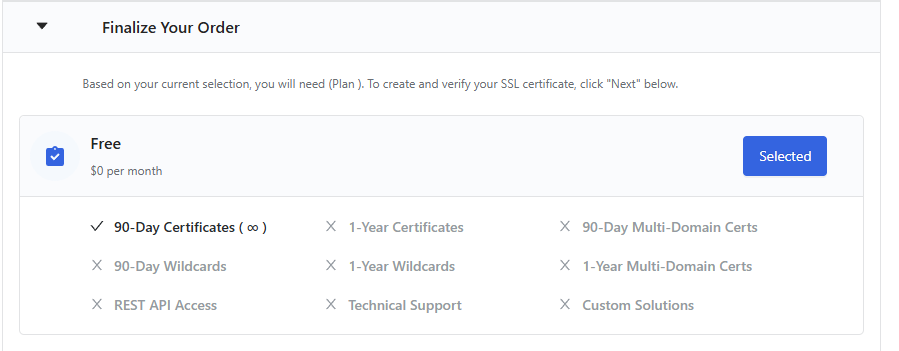 Finalize Your Order
Based on your current selection, you will need (Plan ). To create and verify your SSL certificate, click "Next" below.
Free
$0 per month
Selected
90-Day Certificates ( ∞ )
1-Year Certificates
90-Day Multi-Domain Certs
90-Day Wildcards
1-Year Wildcards
1-Year Multi-Domain Certs
REST API Access
Technical Support
Custom Solutions